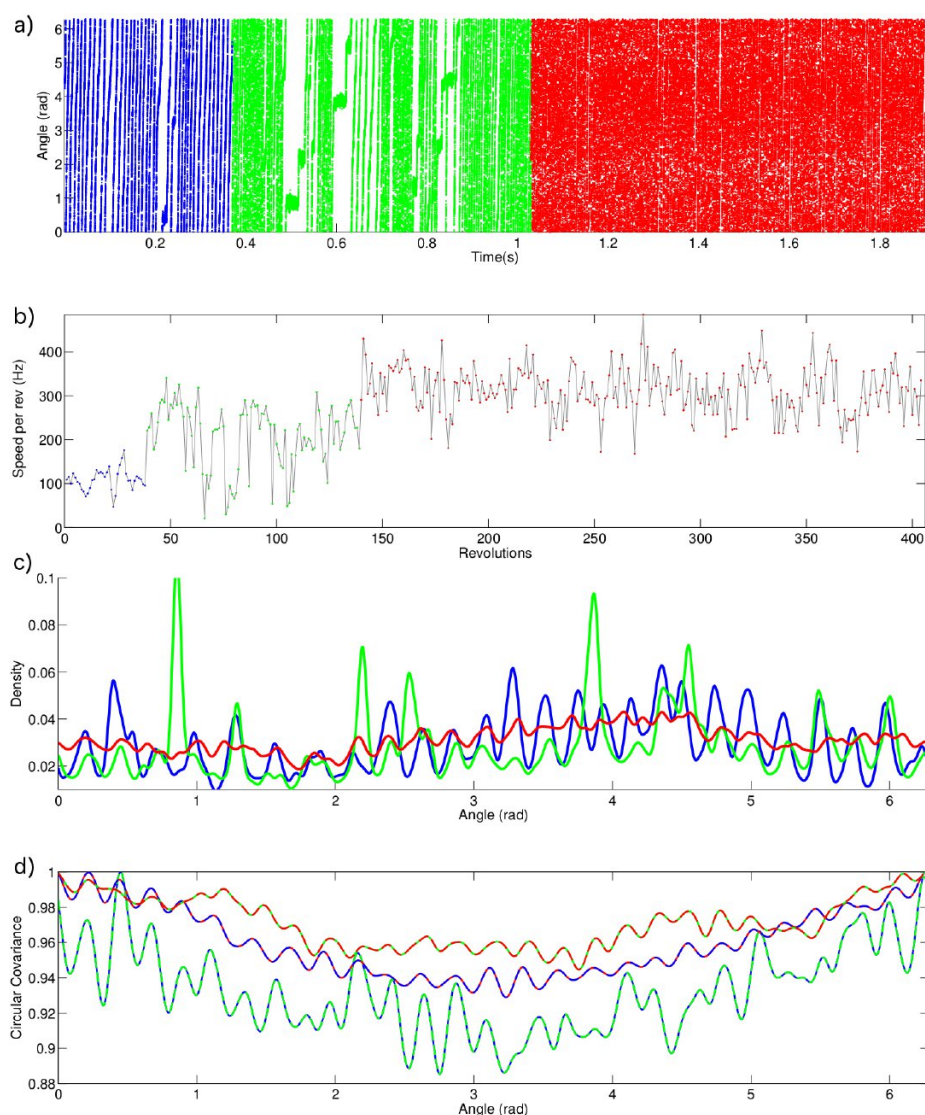 a)
Angle (rad)
6
5
4
3
2
1
0
0.2 0.4 0.6 0.8 1 1.2 1.4 1.6 1.8
Time(s)
b)
Speed per rev (Hz)
400
300
200
100
0
0 50 100 150 200 250 300 350 400
Revolutions
c)
Density
0.1
0.08
0.06
0.04
0.02
0 1 2 3 4 5 6
Angle (rad)
d)
Circular Covariance
1
0.98
0.96
0.94
0.92
0.9
0.88
0 1 2 3 4 5 6
Angle (rad)